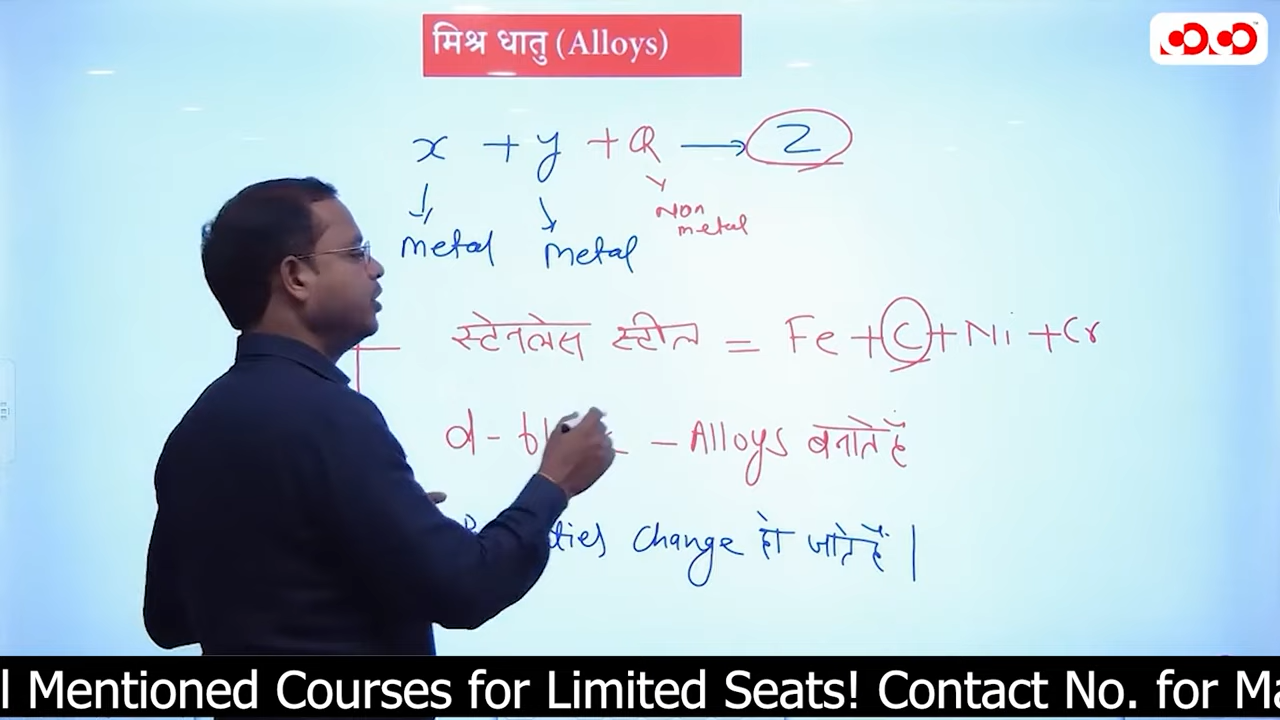 मिश्र धातु (Alloys)
x + y + Q → Z
Non
metal
metal metal
स्टेनलेस स्टील = Fe + C + Ni + Cr
d - - Alloys बनाते हैं
Change हो जाते हैं |
l Mentioned Courses for Limited Seats! Contact No. for Ma